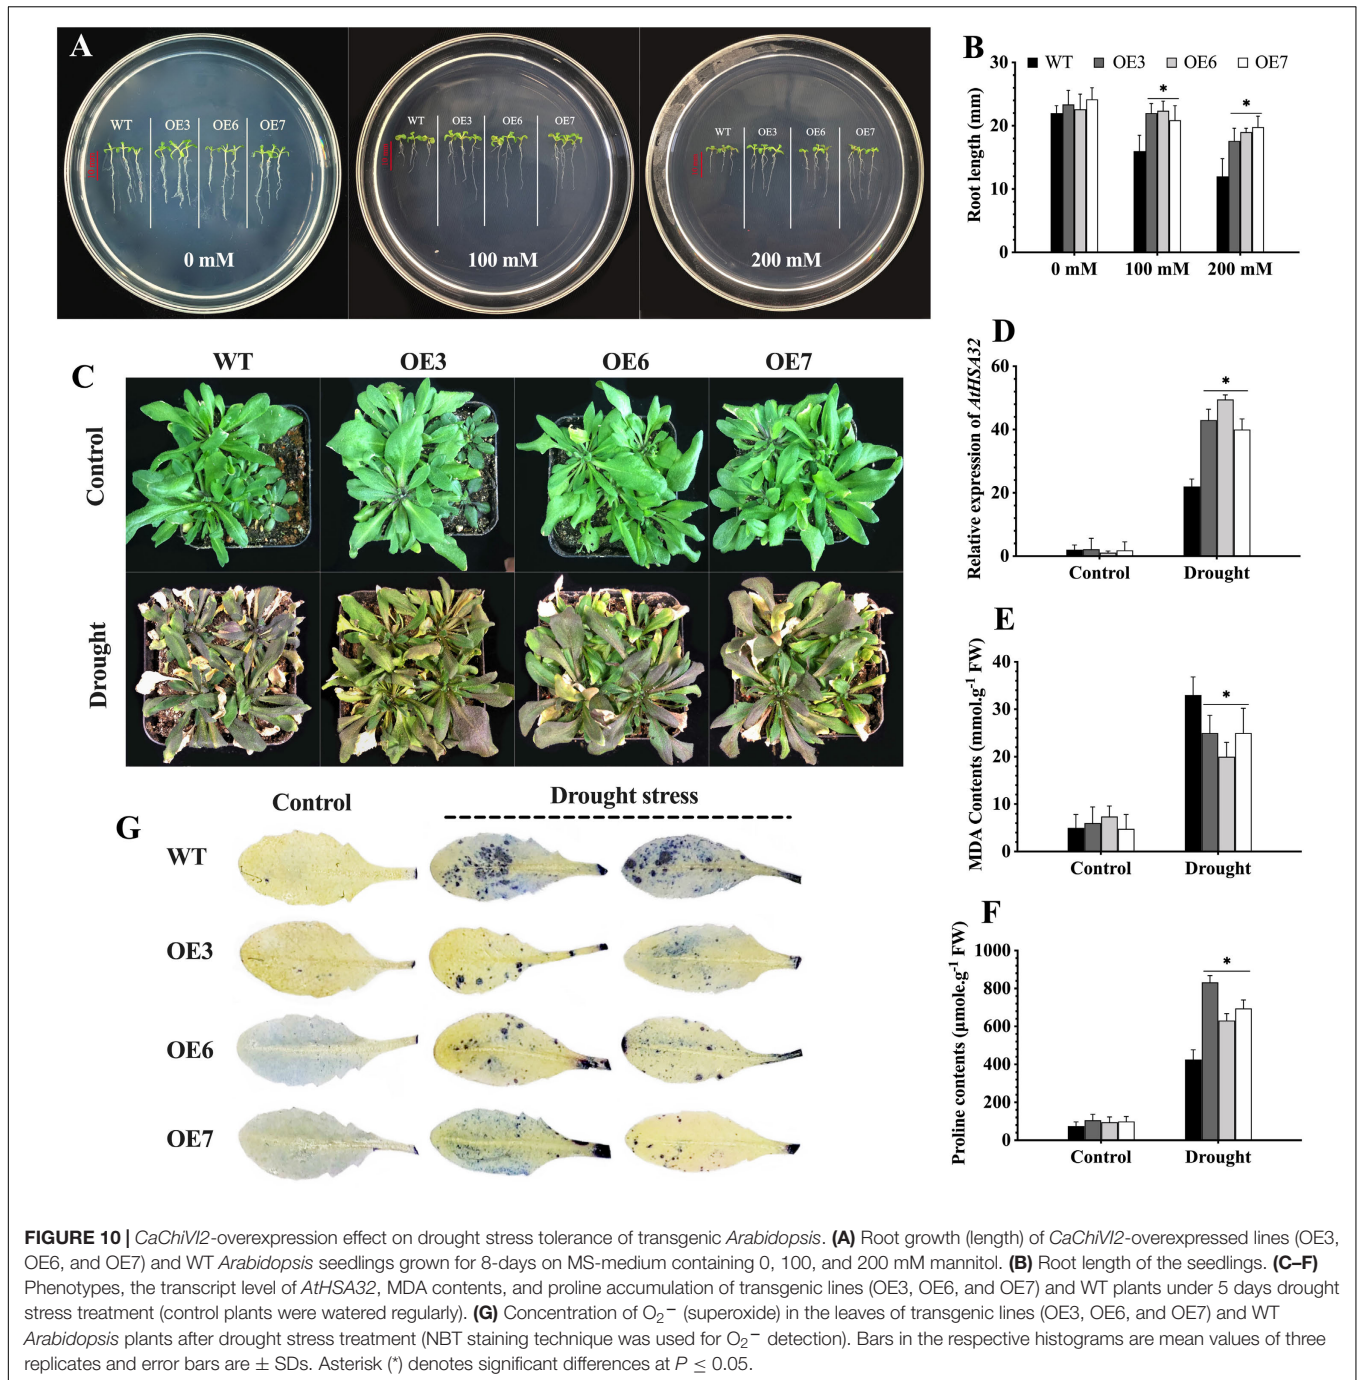 A
WT
OE3
OE6
OE7
10 mm
0 mM
WT
OE3
OE6
OE7
100 mM
WT
OE3
OE6
OE7
200 mM
B
WT
OE3
OE6
OE7
Root length (mm)
30
20
10
0
0 mM
100 mM
200 mM
*
*
C
WT
OE3
OE6
OE7
Control
Drought
D
Relative expression of AtHSA32
60
40
20
0
Control
Drought
*
E
MDA Contents (mmol.g-1 FW)
40
30
20
10
0
Control
Drought
*
F
Proline contents (µmole.g-1 FW)
1000
800
600
400
200
0
Control
Drought
*
G
Control
Drought stress
WT
OE3
OE6
OE7
FIGURE 10 | CaChiVI2-overexpression effect on drought stress tolerance of transgenic Arabidopsis. (A) Root growth (length) of CaChiVI2-overexpressed lines (OE3,
OE6, and OE7) and WT Arabidopsis seedlings grown for 8-days on MS-medium containing 0, 100, and 200 mM mannitol. (B) Root length of the seedlings. (C–F)
Phenotypes, the transcript level of AtHSA32, MDA contents, and proline accumulation of transgenic lines (OE3, OE6, and OE7) and WT plants under 5 days drought
stress treatment (control plants were watered regularly). (G) Concentration of O2− (superoxide) in the leaves of transgenic lines (OE3, OE6, and OE7) and WT
Arabidopsis plants after drought stress treatment (NBT staining technique was used for O2− detection). Bars in the respective histograms are mean values of three
replicates and error bars are ± SDs. Asterisk (*) denotes significant differences at P ≤ 0.05.